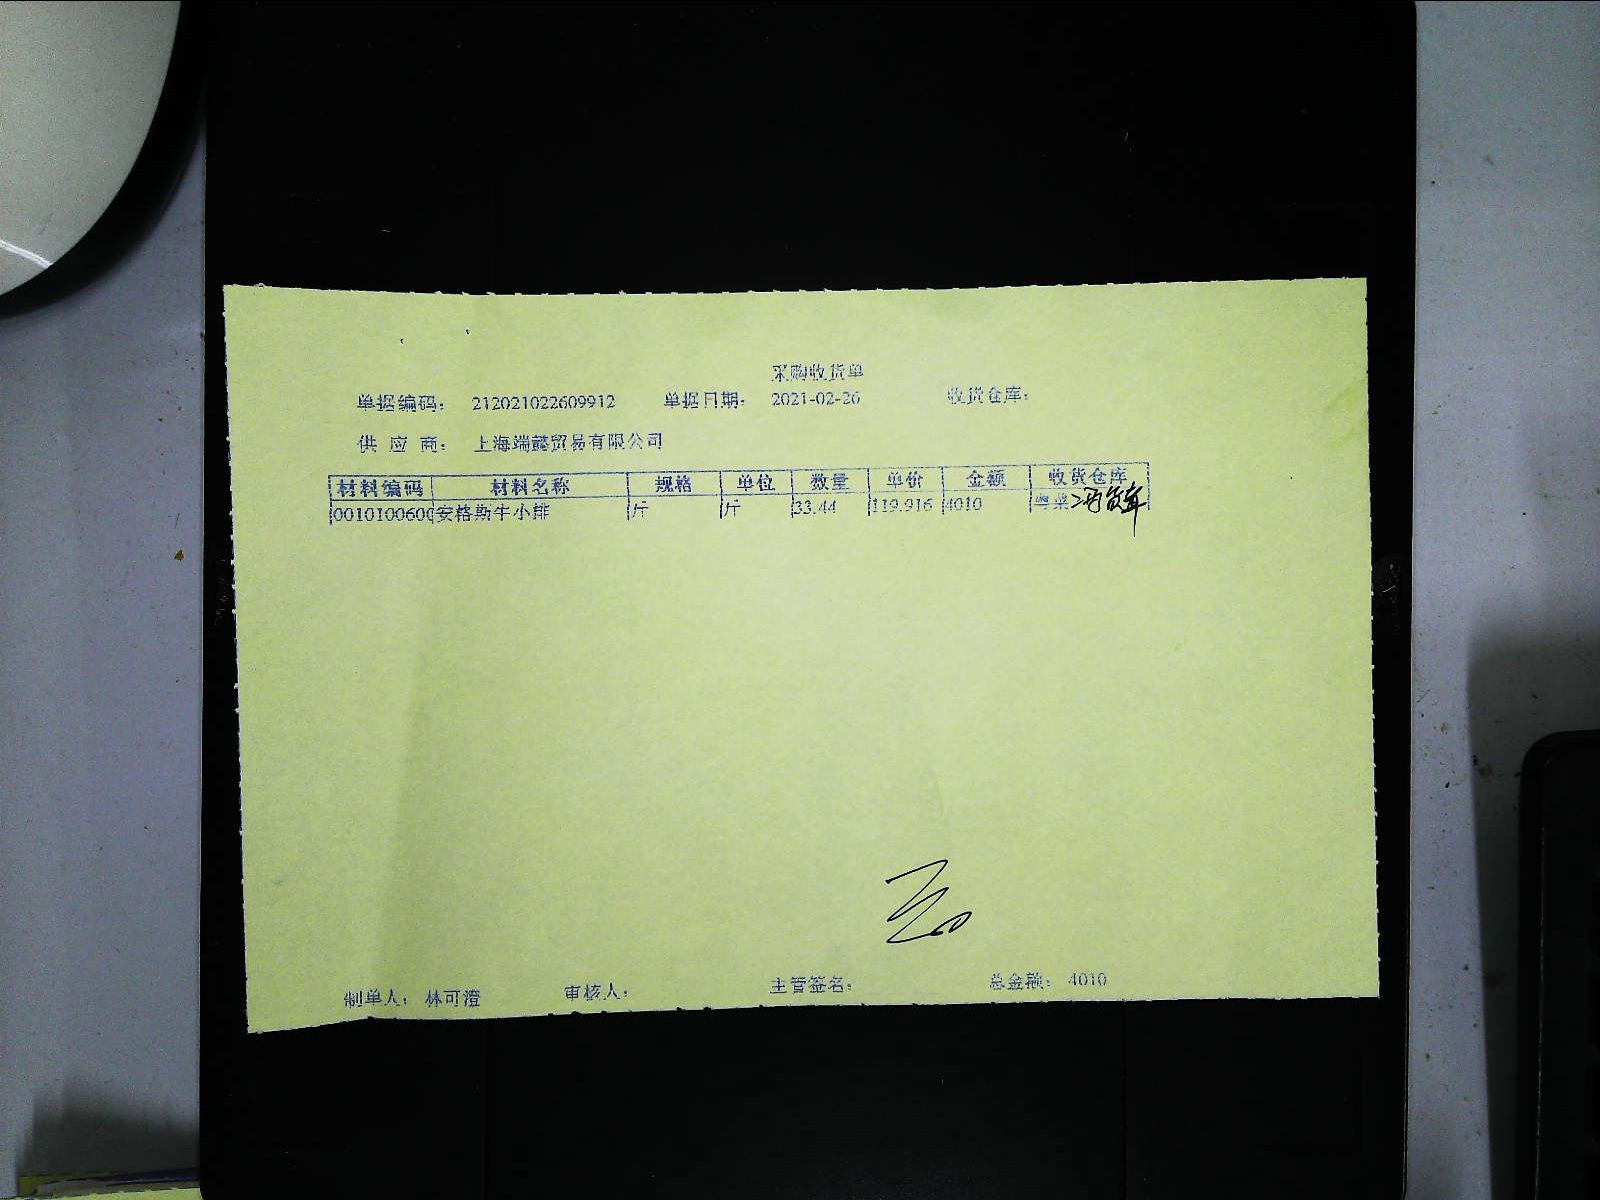 采购收货单
单据编码： 212021022609912 单据日期： 2021-02-26 收货仓库：
供 应 商： 上海端懿贸易有限公司
材料编码 材料名称 规格 单位 数量 单价 金额 收货仓库
0010100600 安格斯牛小排 斤 斤 33.44 119.916 4010 粤菜
制单人： 林可澄 审核人： 主管签名： 总金额： 4010